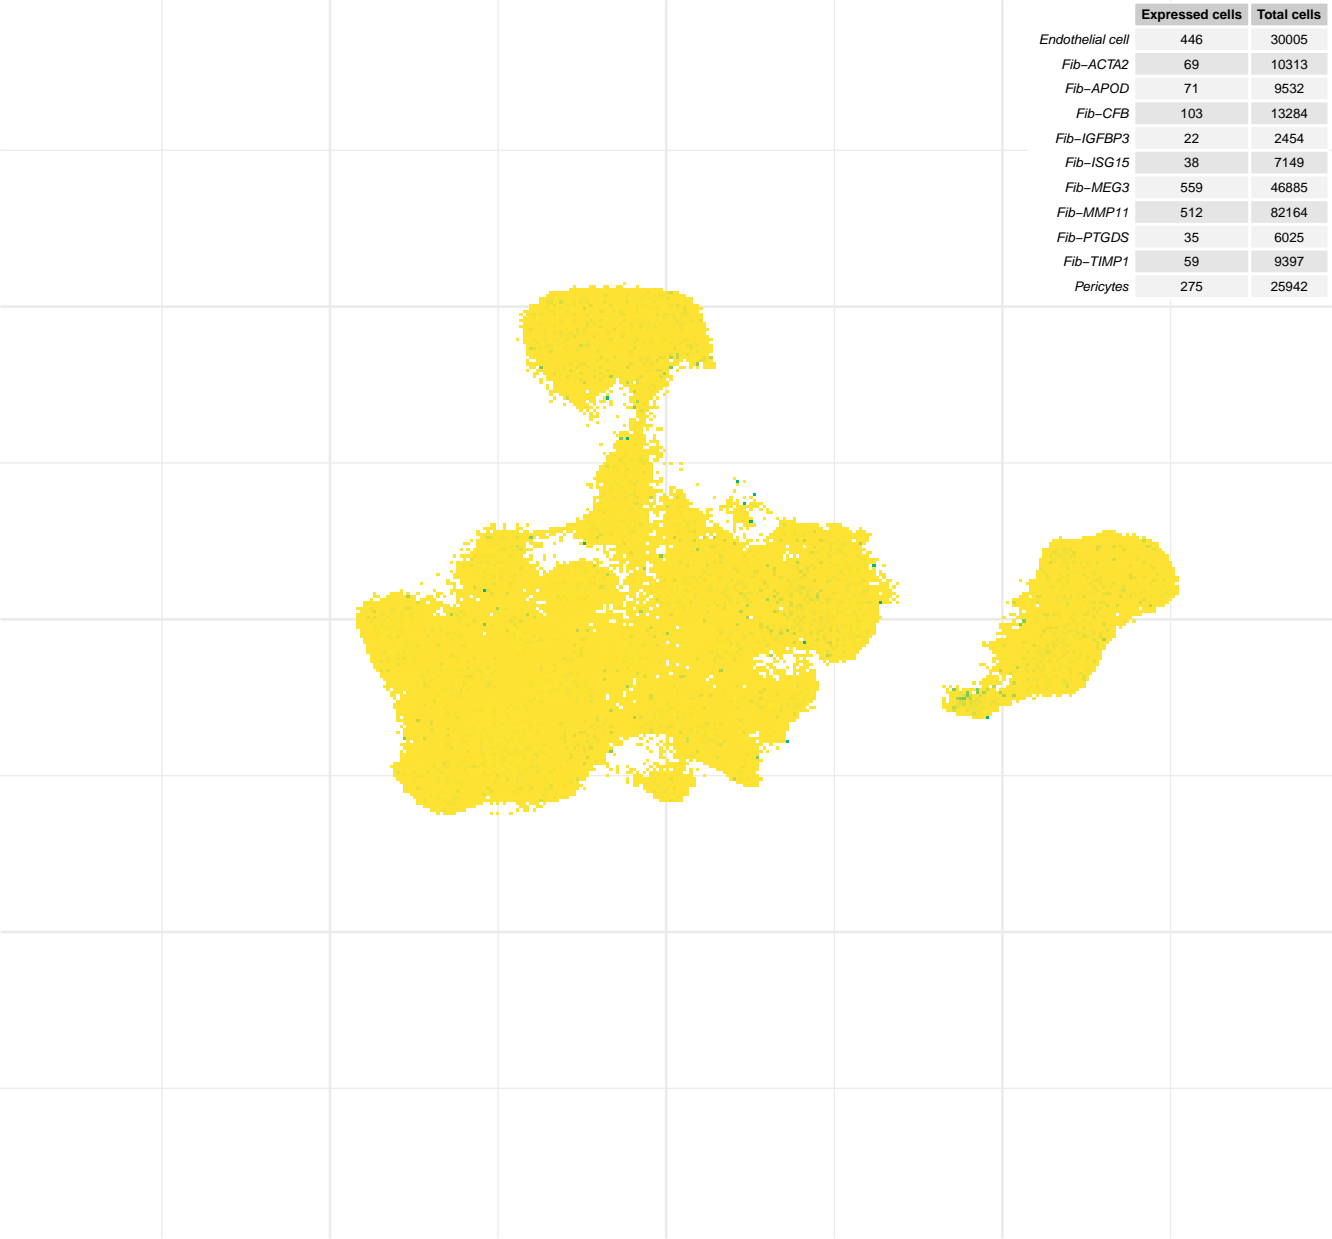 Expressed cells Total cells
Endothelial cell 446 30005
Fib−ACTA2 69 10313
Fib−APOD 71 9532
Fib−CFB 103 13284
Fib−IGFBP3 22 2454
Fib−ISG15 38 7149
Fib−MEG3 559 46885
Fib−MMP11 512 82164
Fib−PTGDS 35 6025
Fib−TIMP1 59 9397
Pericytes 275 25942